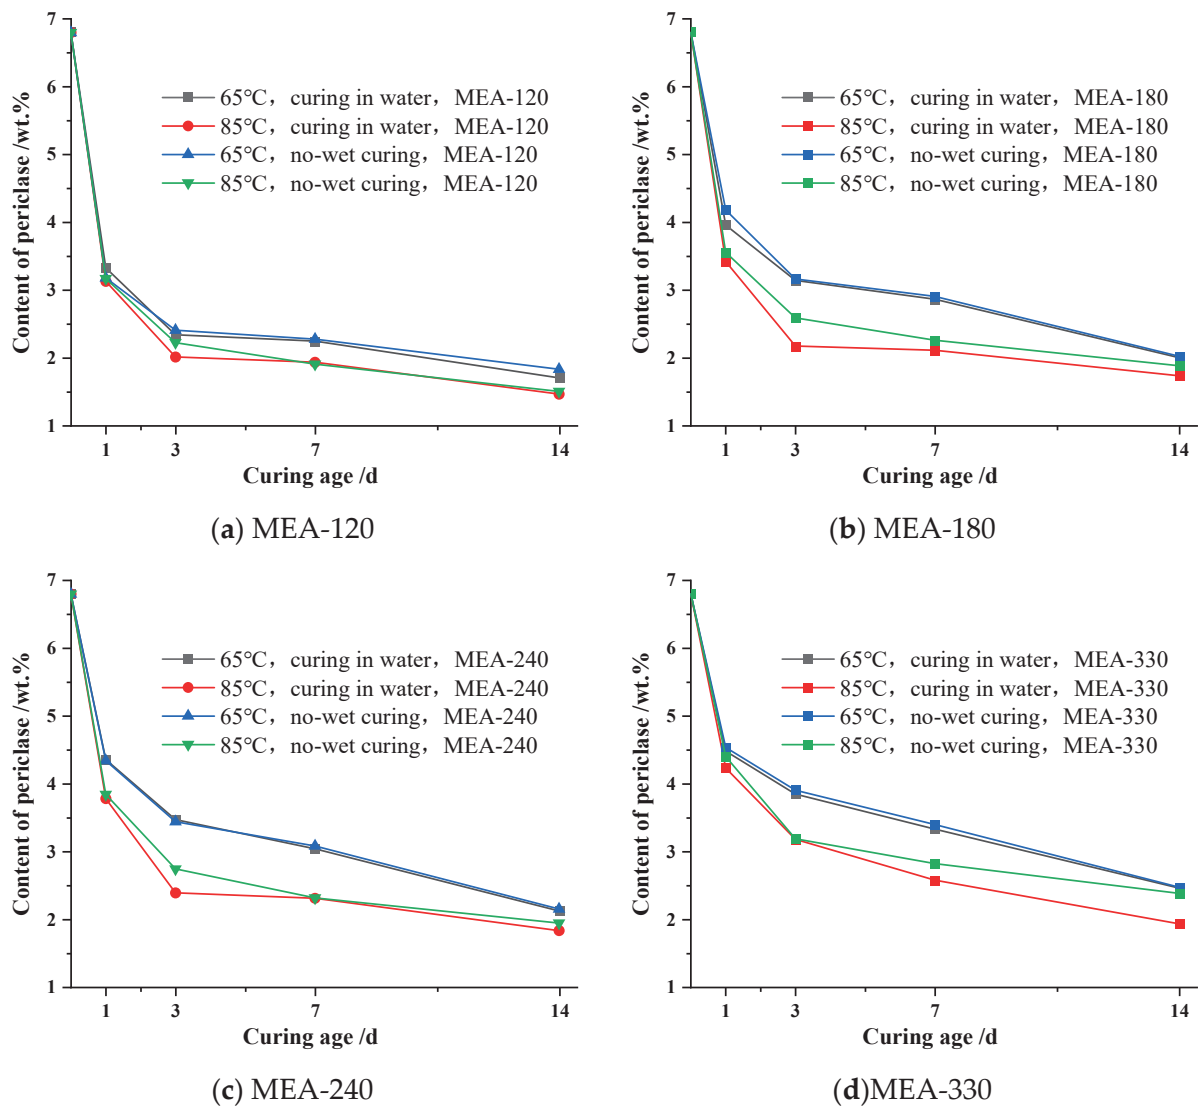 Content of periclase /wt.%
7
6
5
4
3
2
1
65℃，curing in water，MEA-120
85℃，curing in water，MEA-120
65℃，no-wet curing，MEA-120
85℃，no-wet curing，MEA-120
1 3 7 14
Curing age /d
(a) MEA-120
Content of periclase /wt.%
7
6
5
4
3
2
1
65℃，curing in water，MEA-180
85℃，curing in water，MEA-180
65℃，no-wet curing，MEA-180
85℃，no-wet curing，MEA-180
1 3 7 14
Curing age /d
(b) MEA-180
Content of periclase /wt.%
7
6
5
4
3
2
1
65℃，curing in water，MEA-240
85℃，curing in water，MEA-240
65℃，no-wet curing，MEA-240
85℃，no-wet curing，MEA-240
1 3 7 14
Curing age /d
(c) MEA-240
Content of periclase /wt.%
7
6
5
4
3
2
1
65℃，curing in water，MEA-330
85℃，curing in water，MEA-330
65℃，no-wet curing，MEA-330
85℃，no-wet curing，MEA-330
1 3 7 14
Curing age /d
(d)MEA-330